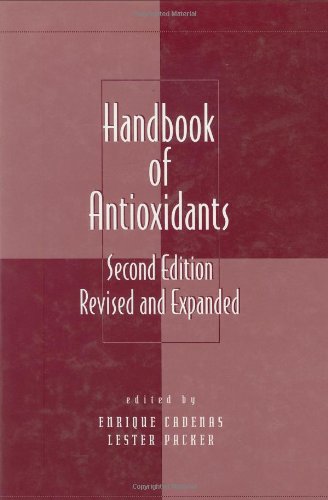 Handbook
of
Antioxidants
Second Edition
Revised and Expanded
edited by
ENRIQUE CADENAS
LESTER PACKER